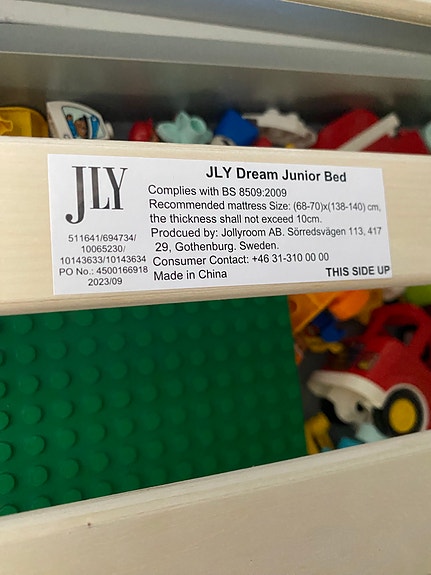 JLY
511641/694734/
10065230/
10143633/10143634
PO No.: 4500166918
2023/09
JLY Dream Junior Bed
Complies with BS 8509:2009
Recommended mattress Size: (68-70)x(138-140) cm,
the thickness shall not exceed 10cm.
Prodcued by: Jollyroom AB. Sörredsvägen 113, 417
29, Gothenburg. Sweden.
Consumer Contact: +46 31-310 00 00
Made in China
THIS SIDE UP